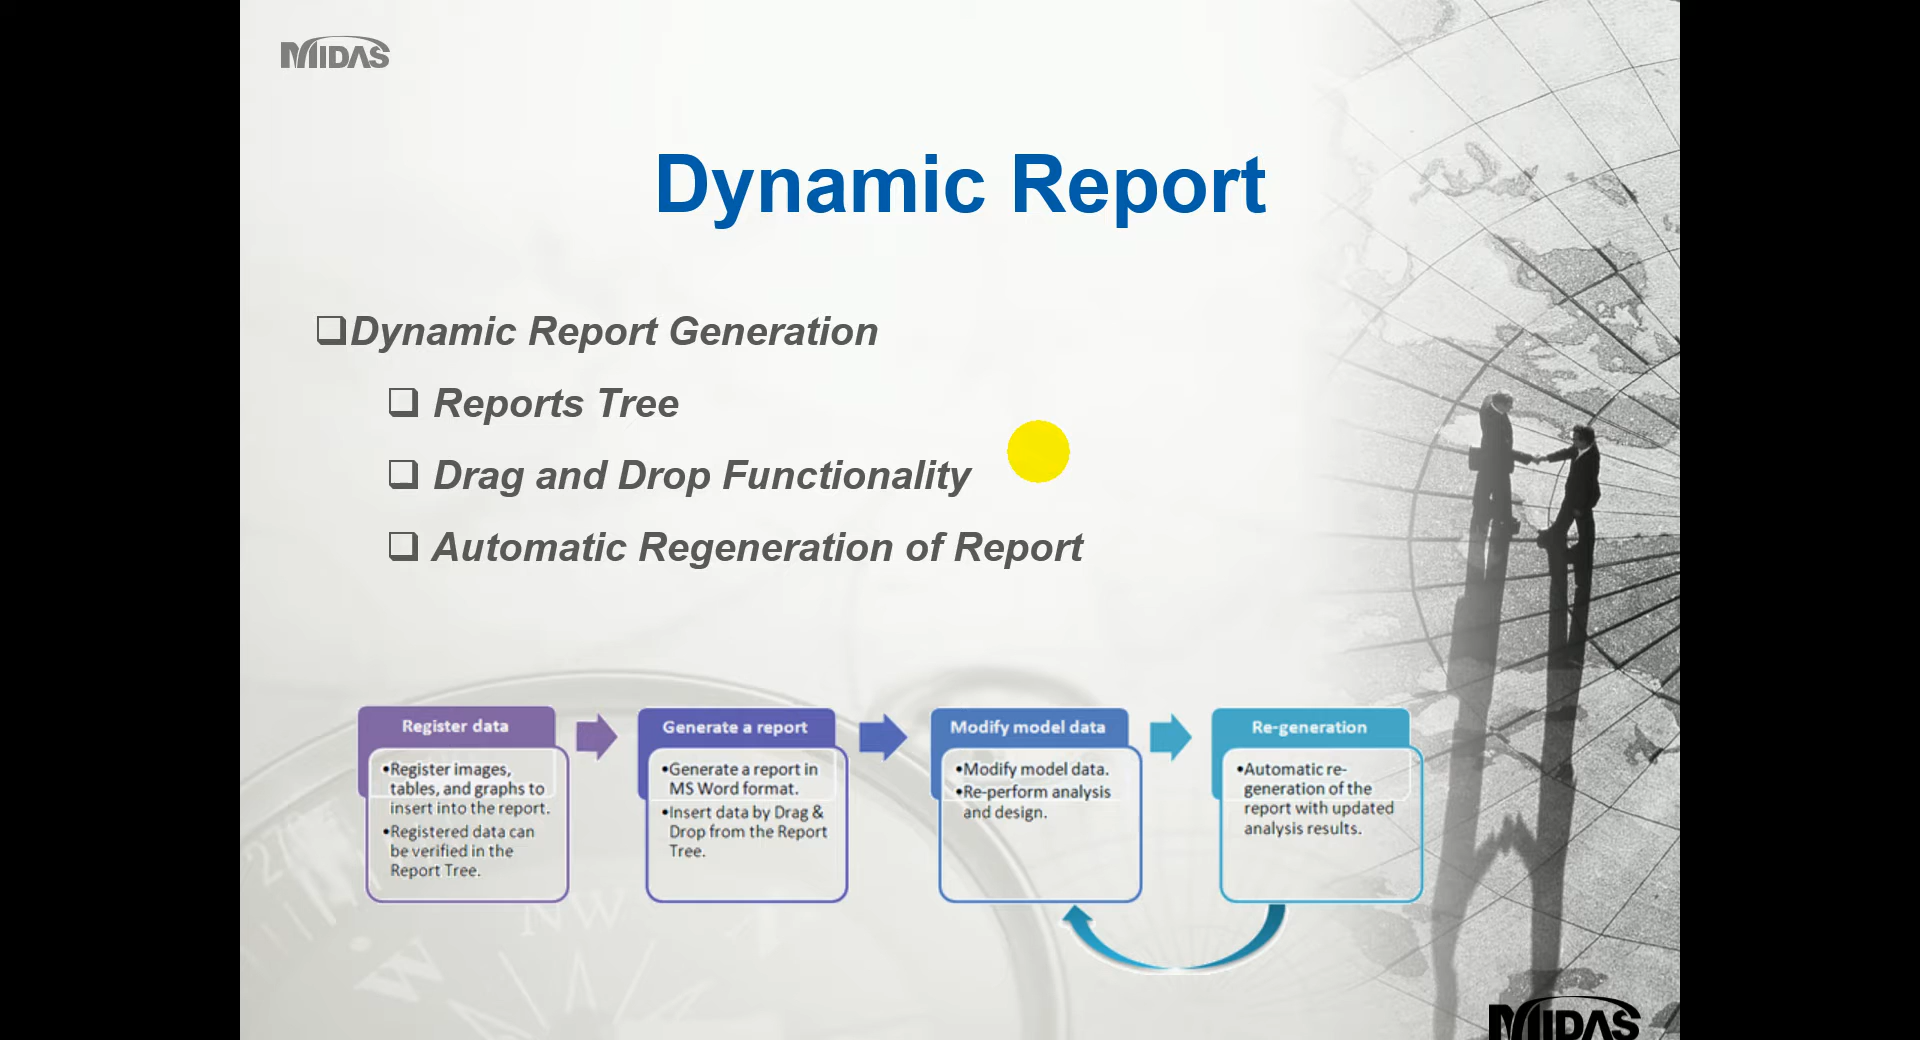 MIDAS
Dynamic Report
Dynamic Report Generation
Reports Tree
Drag and Drop Functionality
Automatic Regeneration of Report
Register data
•Register images,
tables, and graphs to
insert into the report.
•Registered data can
be verified in the
Report Tree.
Generate a report
•Generate a report in
MS Word format.
•Insert data by Drag &
Drop from the Report
Tree.
Modify model data
•Modify model data.
•Re-perform analysis
and design.
Re-generation
•Automatic re-
generation of the
report with updated
analysis results.
NW
W
MIDAS